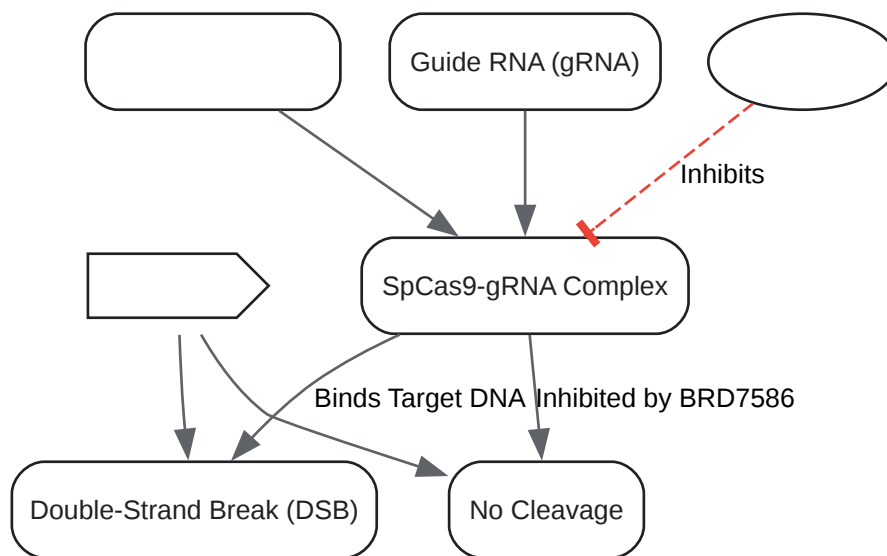 Guide RNA (gRNA)
Inhibits
SpCas9-gRNA Complex
Binds Target DNA
Inhibited by BRD7586
Double-Strand Break (DSB)
No Cleavage